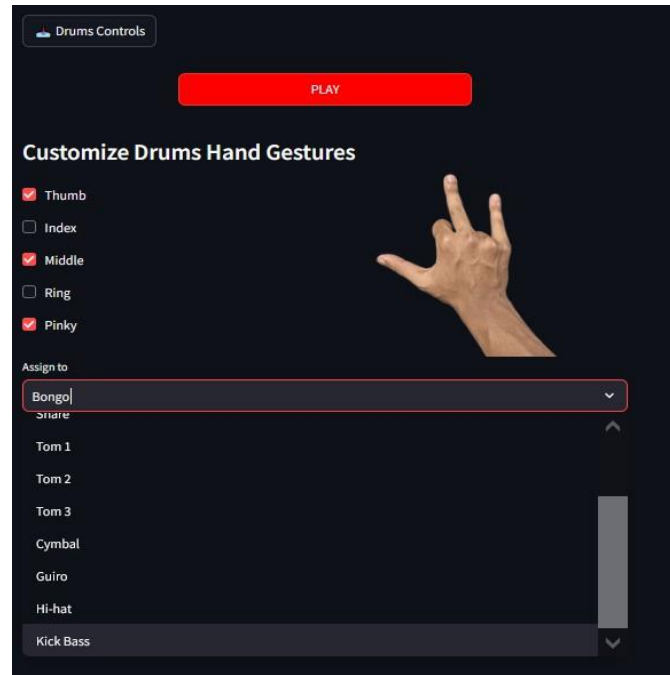 Drums Controls
PLAY
Customize Drums Hand Gestures
Thumb
Index
Middle
Ring
Pinky
Assign to
Bongo
Snare
Tom 1
Tom 2
Tom 3
Cymbal
Guiro
Hi-hat
Kick Bass